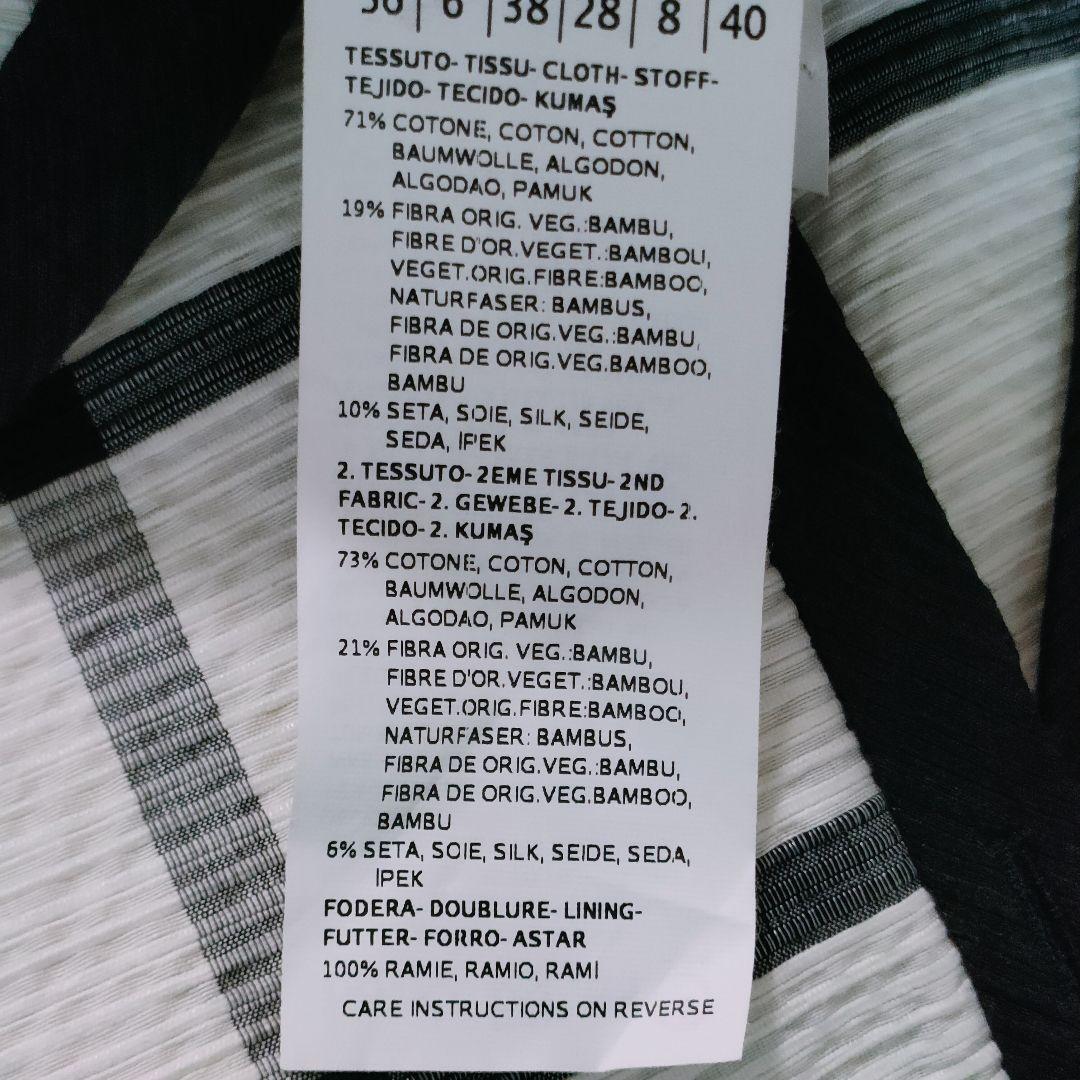 36 | 6 | 38 | 28 | 8 | 40
TESSUTO- TISSU- CLOTH- STOFF-
TEJIDO- TECIDO- KUMAŞ
71% COTONE, COTON, COTTON,
BAUMWOLLE, ALGODON,
ALGODAO, PAMUK
19% FIBRA ORIG. VEG.:BAMBU,
FIBRE D'OR.VEGET.:BAMBOU,
VEGET.ORIG.FIBRE:BAMBOO,
NATURFASER: BAMBUS,
FIBRA DE ORIG.VEG.:BAMBU,
FIBRA DE ORIG.VEG.BAMBOO,
BAMBU
10% SETA, SOIE, SILK, SEIDE,
SEDA, IPEK
2. TESSUTO- 2EME TISSU- 2ND
FABRIC- 2. GEWEBE- 2. TEJIDO- 2.
TECIDO- 2. KUMAŞ
73% COTONE, COTON, COTTON,
BAUMWOLLE, ALGODON,
ALGODAO, PAMUK
21% FIBRA ORIG. VEG.:BAMBU,
FIBRE D'OR.VEGET.:BAMBOU,
VEGET.ORIG.FIBRE:BAMBOO,
NATURFASER: BAMBUS,
FIBRA DE ORIG.VEG.:BAMBU,
FIBRA DE ORIG.VEG.BAMBOO,
BAMBU
6% SETA, SOIE, SILK, SEIDE, SEDA,
IPEK
FODERA- DOUBLURE- LINING-
FUTTER- FORRO- ASTAR
100% RAMIE, RAMIO, RAMİ
CARE INSTRUCTIONS ON REVERSE